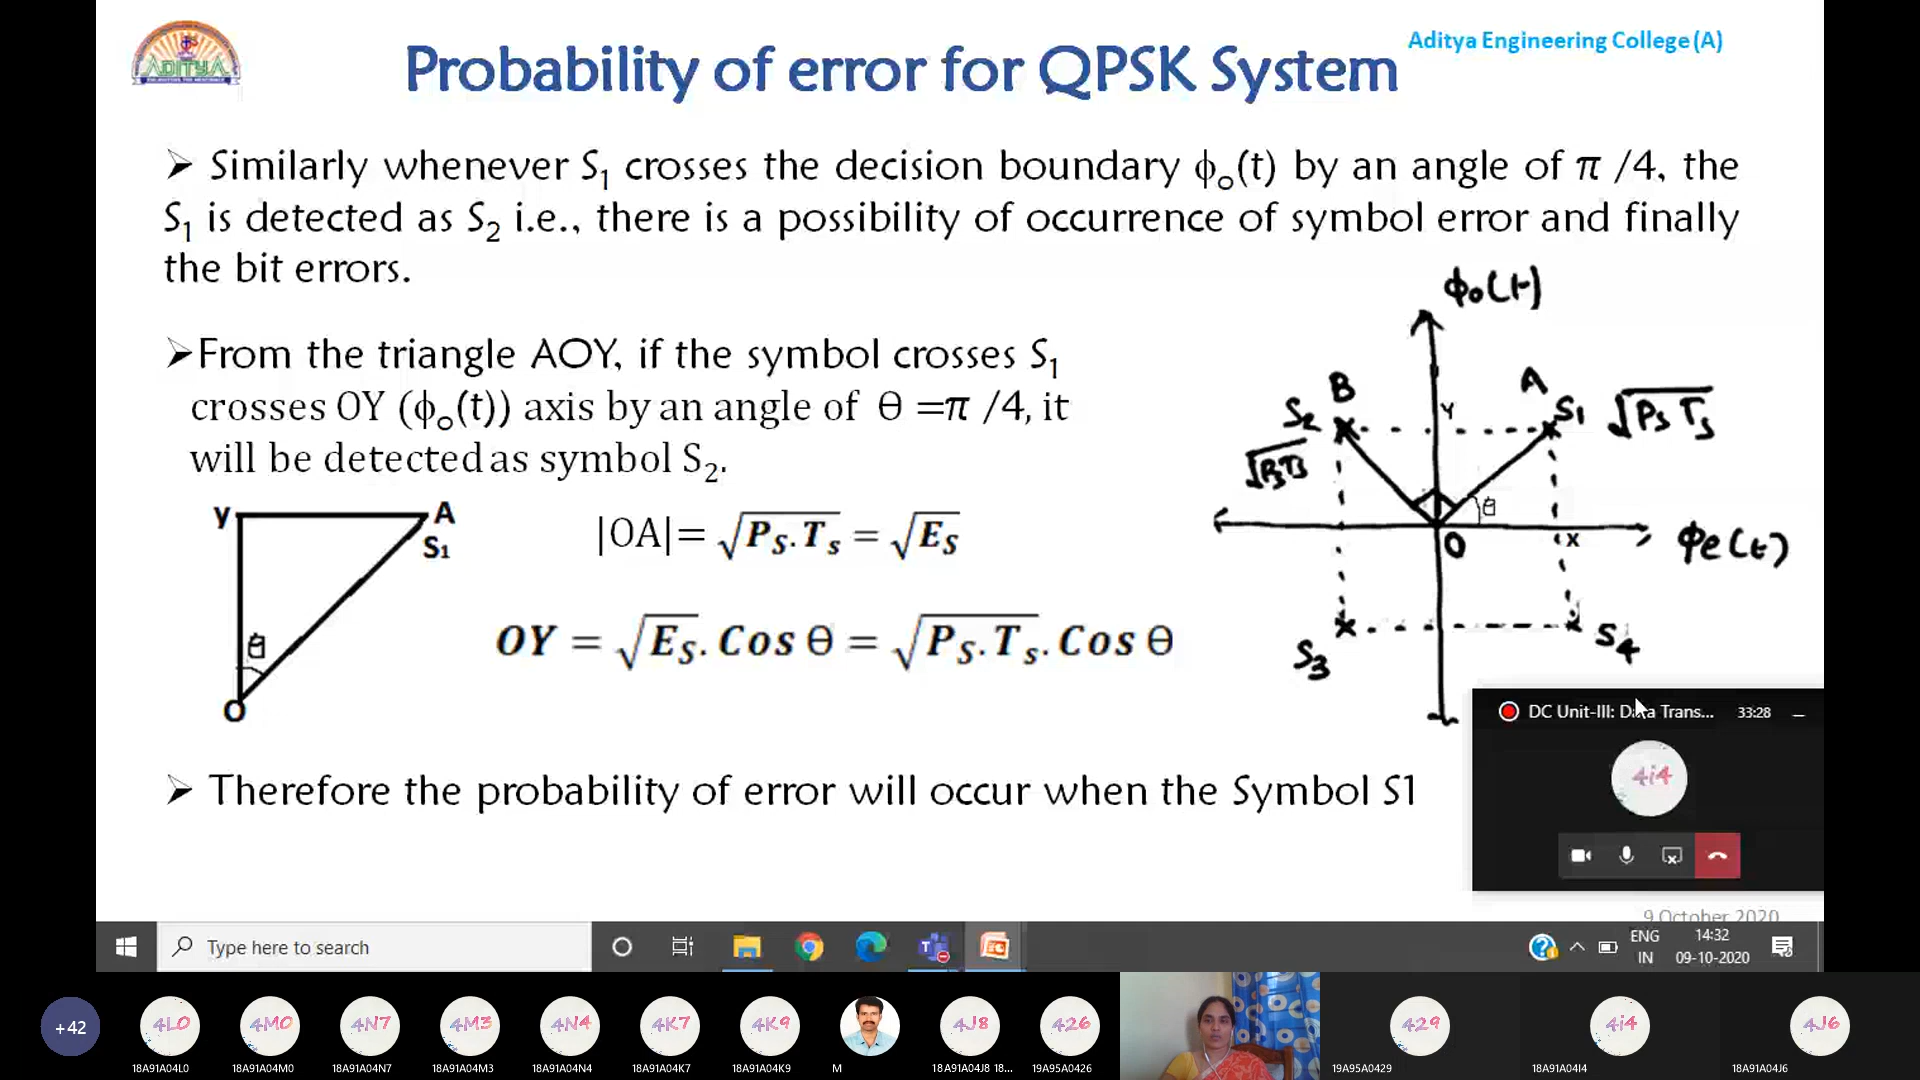 ADITYA
Probability of error for QPSK System
Aditya Engineering College (A)
➢ Similarly whenever S₁ crosses the decision boundary ϕₒ(t) by an angle of π /4, the
S₁ is detected as S₂ i.e., there is a possibility of occurrence of symbol error and finally
the bit errors.
➢From the triangle AOY, if the symbol crosses S₁
crosses OY (ϕₒ(t)) axis by an angle of θ =π /4, it
will be detected as symbol S₂.
Y A
S₁
θ
O
|OA|= √Pₛ.Tₛ = √Eₛ
OY = √Eₛ. Cos θ = √Pₛ.Tₛ. Cos θ
ϕₒ(t)
B A
S₂ Y S₁ √PₛTₛ
√PₛTₛ
θ
O x ϕe(t)
S₃ S₄
➢ Therefore the probability of error will occur when the Symbol S1
DC Unit-III: Data Trans... 33:28
4i4
9 October 2020
Type here to search
ENG
IN
14:32
09-10-2020
+42
4L0 4M0 4N7 4M3 4N4 4K7 4K9 4J8 426 429 4i4 4J6
18A91A04L0 18A91A04M0 18A91A04N7 18A91A04M3 18A91A04N4 18A91A04K7 18A91A04K9 M 18A91A04J8 18... 19A95A0426 19A95A0429 18A91A04I4 18A91A04J6